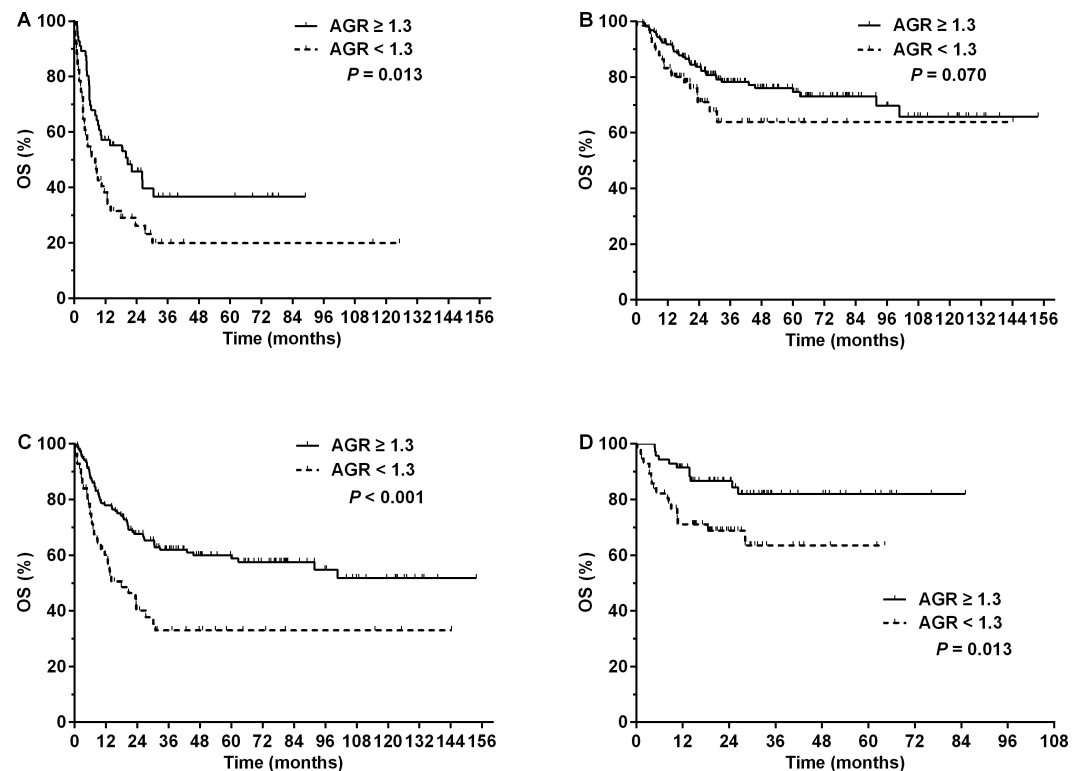 A
AGR ≥ 1.3
AGR < 1.3
P = 0.013
100
80
60
40
20
0
OS (%)
0 12 24 36 48 60 72 84 96 108 120 132 144 156
Time (months)
B
AGR ≥ 1.3
AGR < 1.3
P = 0.070
100
80
60
40
20
0
OS (%)
0 12 24 36 48 60 72 84 96 108 120 132 144 156
Time (months)
C
AGR ≥ 1.3
AGR < 1.3
P < 0.001
100
80
60
40
20
0
OS (%)
0 12 24 36 48 60 72 84 96 108 120 132 144 156
Time (months)
D
AGR ≥ 1.3
AGR < 1.3
P = 0.013
100
80
60
40
20
0
OS (%)
0 12 24 36 48 60 72 84 96 108
Time (months)